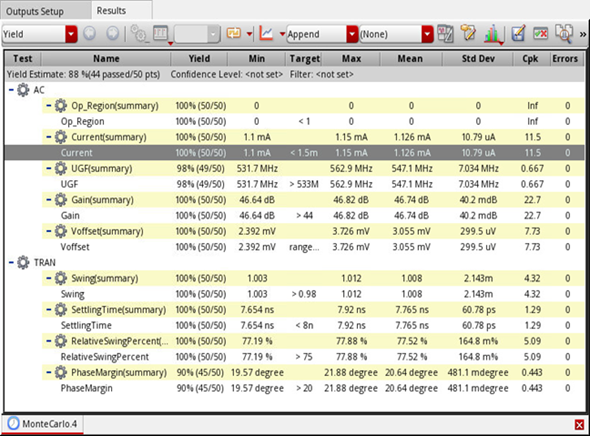 Outputs Setup Results
Yield Append (None) »
Test Name Yield Min Target Max Mean Std Dev Cpk Errors
Yield Estimate: 88 %(44 passed/50 pts) Confidence Level: <not set> Filter: <not set>
AC
Op_Region(summary) 100% (50/50) 0 0 0 0 Inf 0
Op_Region 100% (50/50) 0 < 1 0 0 0 Inf 0
Current(summary) 100% (50/50) 1.1 mA 1.15 mA 1.126 mA 10.79 uA 11.5 0
Current 100% (50/50) 1.1 mA < 1.5m 1.15 mA 1.126 mA 10.79 uA 11.5 0
UGF(summary) 98% (49/50) 531.7 MHz 562.9 MHz 547.1 MHz 7.034 MHz 0.667 0
UGF 98% (49/50) 531.7 MHz > 533M 562.9 MHz 547.1 MHz 7.034 MHz 0.667 0
Gain(summary) 100% (50/50) 46.64 dB 46.82 dB 46.74 dB 40.2 mdB 22.7 0
Gain 100% (50/50) 46.64 dB > 44 46.82 dB 46.74 dB 40.2 mdB 22.7 0
Voffset(summary) 100% (50/50) 2.392 mV 3.726 mV 3.055 mV 299.5 uV 7.73 0
Voffset 100% (50/50) 2.392 mV range... 3.726 mV 3.055 mV 299.5 uV 7.73 0
TRAN
Swing(summary) 100% (50/50) 1.003 1.012 1.008 2.143m 4.32 0
Swing 100% (50/50) 1.003 > 0.98 1.012 1.008 2.143m 4.32 0
SettlingTime(summary) 100% (50/50) 7.654 ns 7.92 ns 7.765 ns 60.78 ps 1.29 0
SettlingTime 100% (50/50) 7.654 ns < 8n 7.92 ns 7.765 ns 60.78 ps 1.29 0
RelativeSwingPercent(... 100% (50/50) 77.19 % 77.88 % 77.52 % 164.8 m% 5.09 0
RelativeSwingPercent 100% (50/50) 77.19 % > 75 77.88 % 77.52 % 164.8 m% 5.09 0
PhaseMargin(summary) 90% (45/50) 19.57 degree 21.88 degree 20.64 degree 481.1 mdegree 0.443 0
PhaseMargin 90% (45/50) 19.57 degree > 20 21.88 degree 20.64 degree 481.1 mdegree 0.443 0
MonteCarlo.4